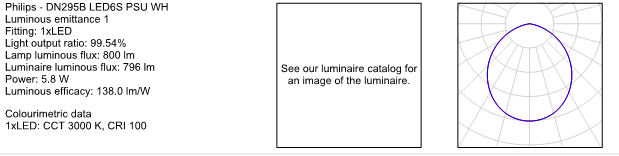 Philips - DN295B LED6S PSU WH
Luminous emittance 1
Fitting: 1xLED
Light output ratio: 99.54%
Lamp luminous flux: 800 lm
Luminaire luminous flux: 796 lm
Power: 5.8 W
Luminous efficacy: 138.0 lm/W
Colourimetric data
1xLED: CCT 3000 K, CRI 100
See our luminaire catalog for
an image of the luminaire.